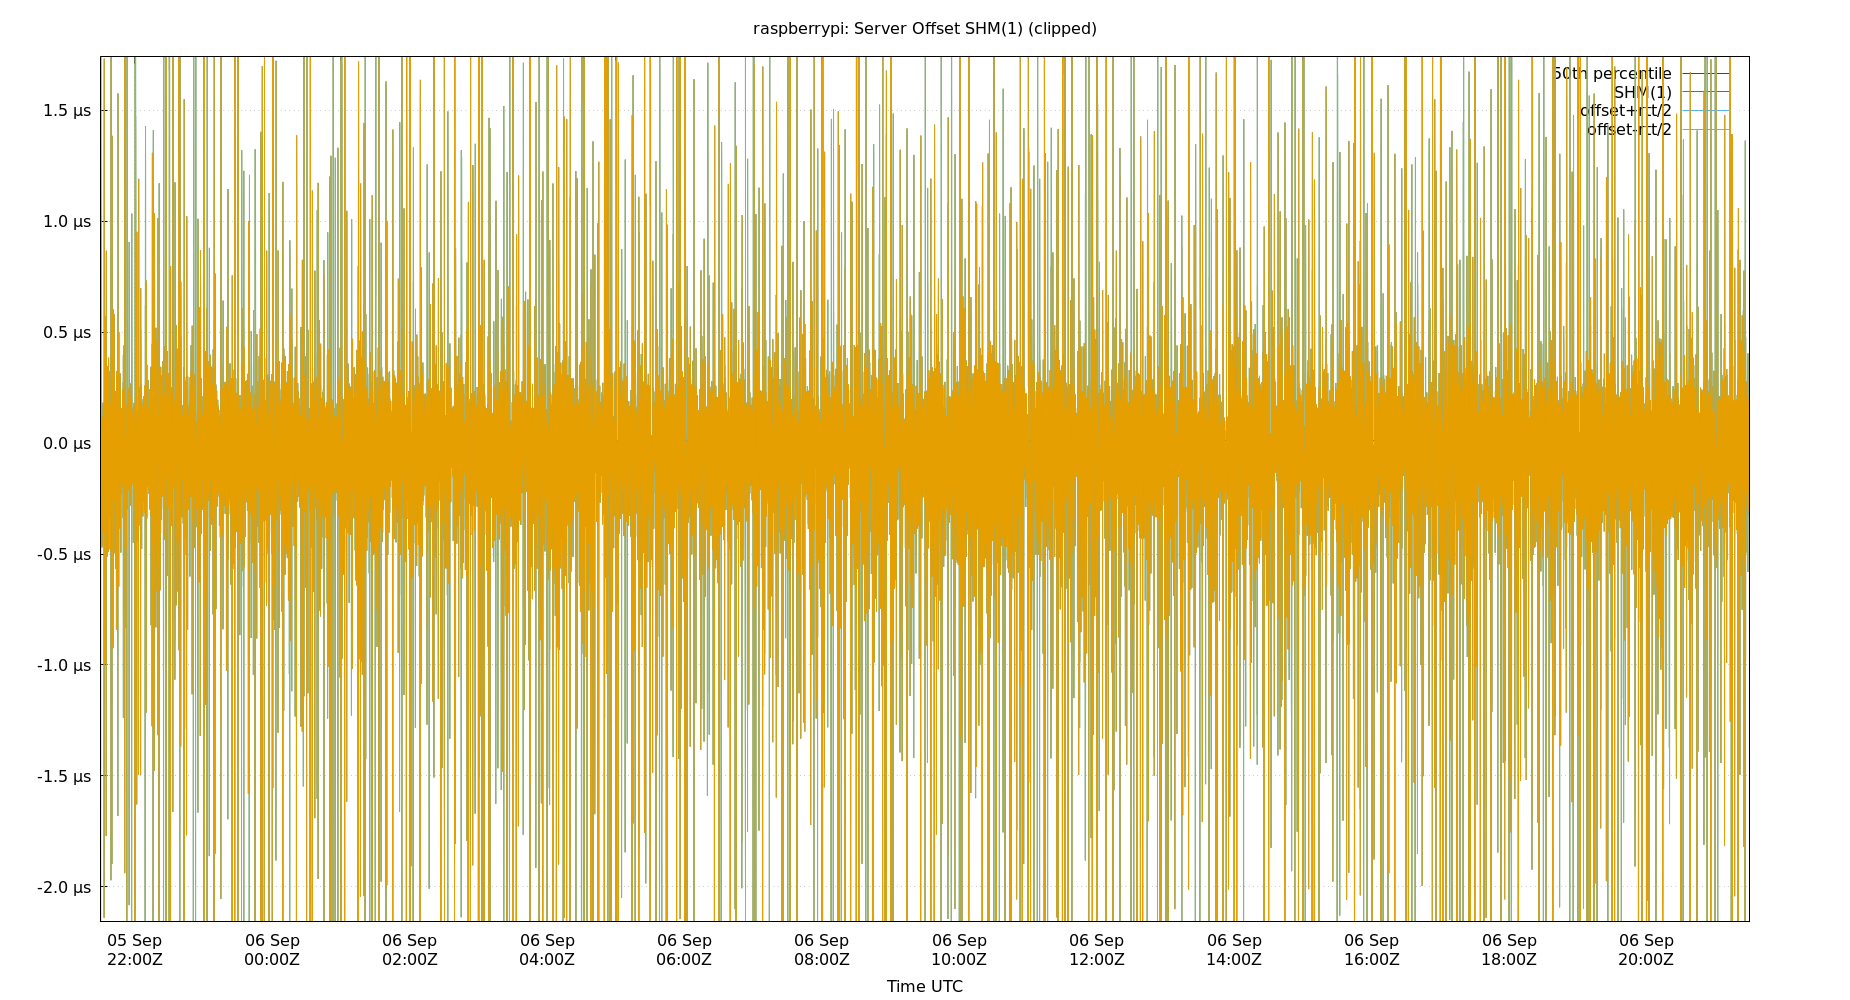 raspberrypi: Server Offset SHM(1) (clipped)
50th percentile
SHM(1)
offset+rtt/2
offset-rtt/2
1.5 µs
1.0 µs
0.5 µs
0.0 µs
-0.5 µs
-1.0 µs
-1.5 µs
-2.0 µs
05 Sep 06 Sep 06 Sep 06 Sep 06 Sep 06 Sep 06 Sep 06 Sep 06 Sep 06 Sep 06 Sep 06 Sep
22:00Z 00:00Z 02:00Z 04:00Z 06:00Z 08:00Z 10:00Z 12:00Z 14:00Z 16:00Z 18:00Z 20:00Z
Time UTC